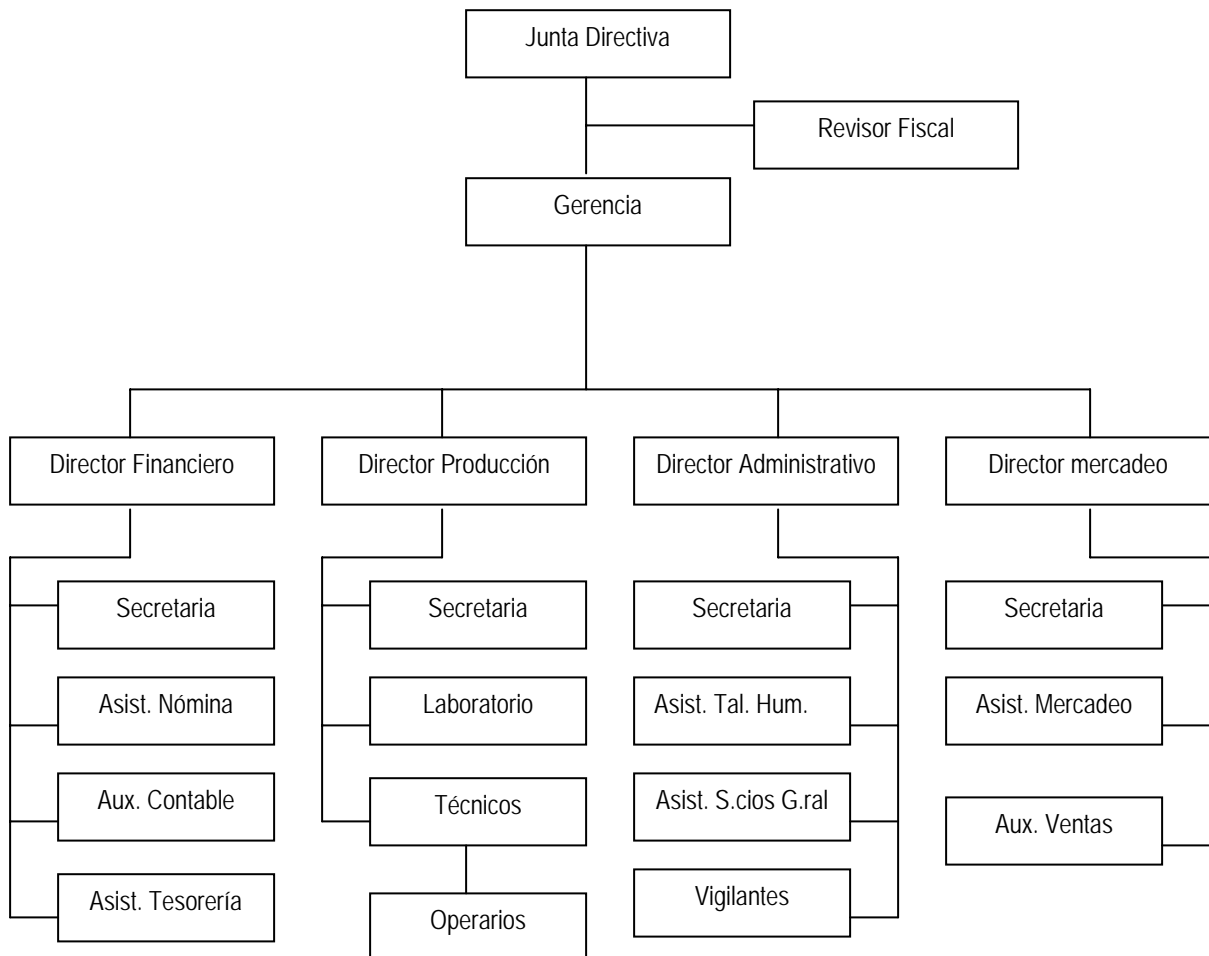 Junta Directiva
Revisor Fiscal
Gerencia
Director Financiero
Director Producción
Director Administrativo
Director mercadeo
Secretaria
Secretaria
Secretaria
Secretaria
Asist. Nómina
Laboratorio
Asist. Tal. Hum.
Asist. Mercadeo
Aux. Contable
Técnicos
Asist. S.cios G.ral
Aux. Ventas
Asist. Tesorería
Operarios
Vigilantes